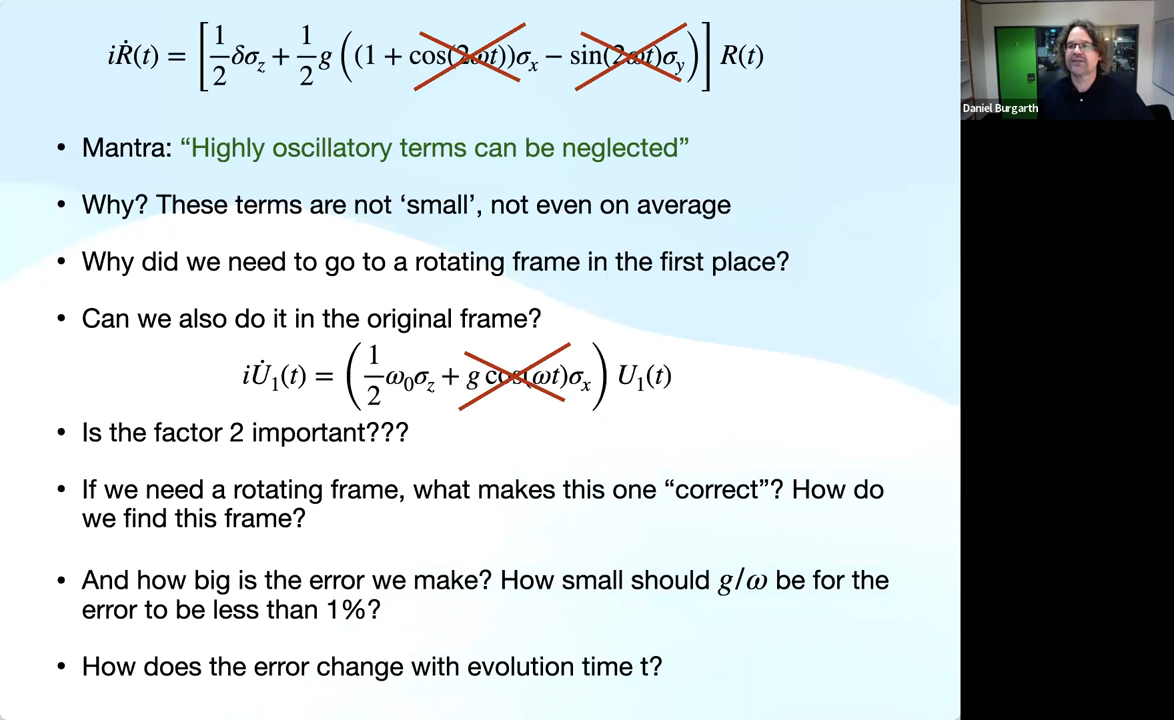 iṘ(t) = [1/2 δσ_z + 1/2 g ((1 + cos(2ωt))σ_x − sin(2ωt)σ_y)] R(t)
Daniel Burgarth
• Mantra: “Highly oscillatory terms can be neglected”
• Why? These terms are not ‘small’, not even on average
• Why did we need to go to a rotating frame in the first place?
• Can we also do it in the original frame?
iU̇₁(t) = (1/2 ω₀σ_z + g cos(ωt)σ_x) U₁(t)
• Is the factor 2 important???
• If we need a rotating frame, what makes this one “correct”? How do
we find this frame?
• And how big is the error we make? How small should g/ω be for the
error to be less than 1%?
• How does the error change with evolution time t?